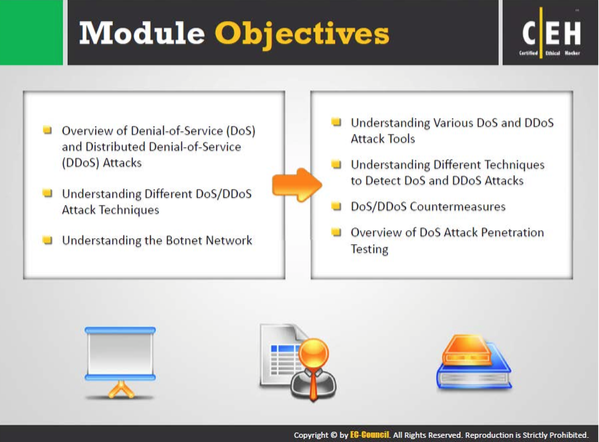 Module Objectives
C|EH
Certified Ethical Hacker
Overview of Denial-of-Service (DoS)
and Distributed Denial-of-Service
(DDoS) Attacks
Understanding Different DoS/DDoS
Attack Techniques
Understanding the Botnet Network
Understanding Various DoS and DDoS
Attack Tools
Understanding Different Techniques
to Detect DoS and DDoS Attacks
DoS/DDoS Countermeasures
Overview of DoS Attack Penetration
Testing
Copyright © by EC-Council. All Rights Reserved. Reproduction is Strictly Prohibited.